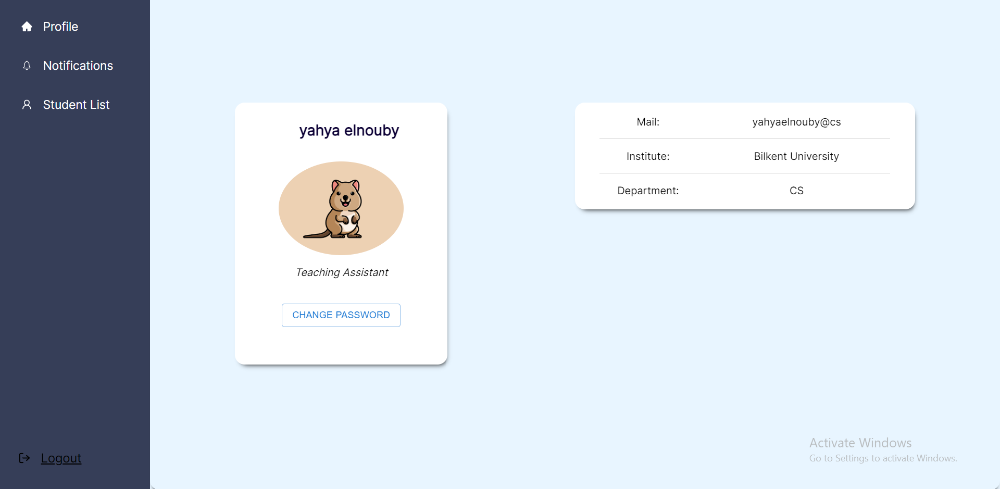 Profile
Notifications
Student List
Logout
yahya elnouby
Teaching Assistant
CHANGE PASSWORD
Mail: yahyaelnouby@cs
Institute: Bilkent University
Department: CS
Activate Windows
Go to Settings to activate Windows.